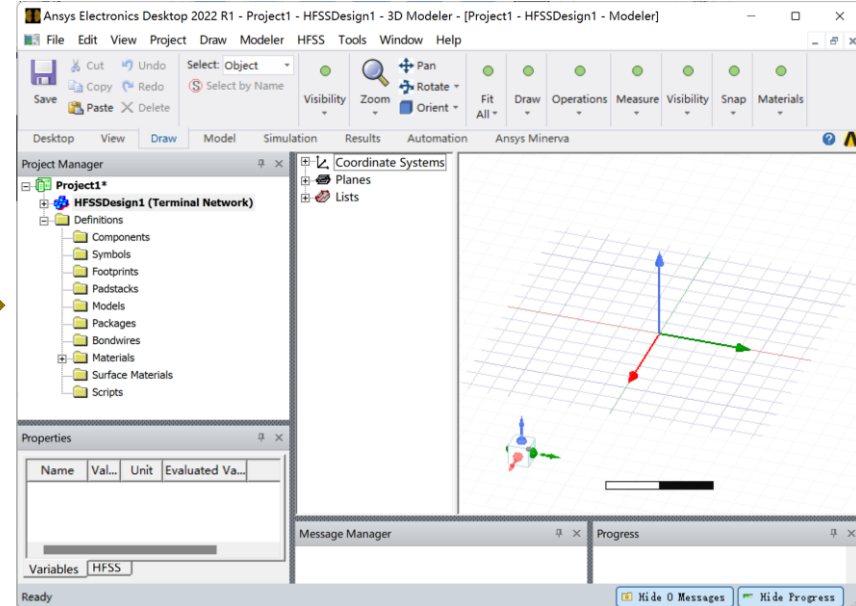 Ansys Electronics Desktop 2022 R1 - Project1 - HFSSDesign1 - 3D Modeler - [Project1 - HFSSDesign1 - Modeler]
File Edit View Project Draw Modeler HFSS Tools Window Help
Save
Cut
Copy
Paste
Undo
Redo
Delete
Select: Object
Select by Name
Visibility
Zoom
Pan
Rotate
Orient
Fit All
Draw
Operations
Measure
Visibility
Snap
Materials
Desktop View Draw Model Simulation Results Automation Ansys Minerva
Project Manager
Project1*
HFSSDesign1 (Terminal Network)
Definitions
Components
Symbols
Footprints
Padstacks
Models
Packages
Bondwires
Materials
Surface Materials
Scripts
Coordinate Systems
Planes
Lists
Properties
Name Val... Unit Evaluated Va...
Variables HFSS
Message Manager
Progress
Ready
Hide 0 Messages Hide Progress